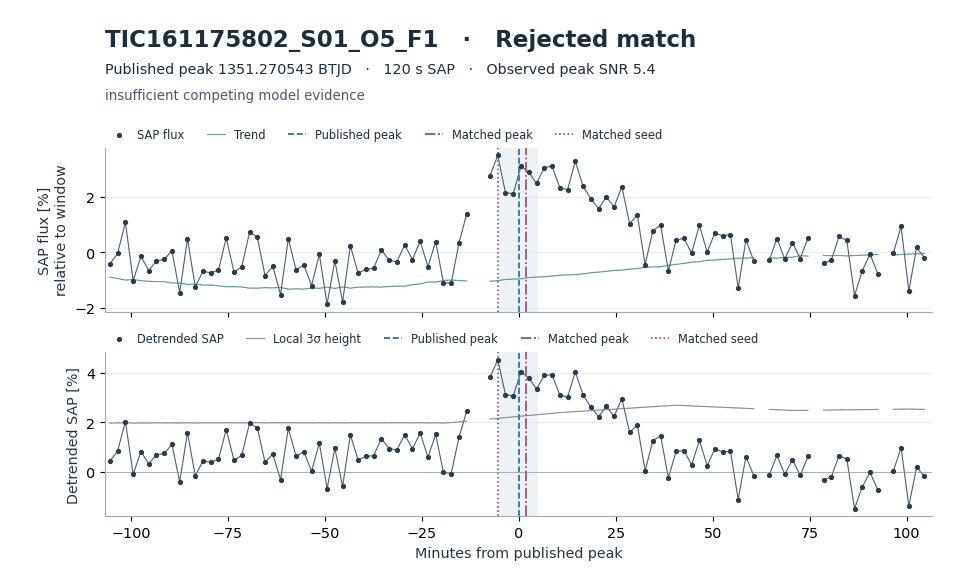 TIC161175802_S01_O5_F1 · Rejected match
Published peak 1351.270543 BTJD · 120 s SAP · Observed peak SNR 5.4
insufficient competing model evidence
SAP flux Trend Published peak Matched peak Matched seed
SAP flux [%]
relative to window
2
0
−2
Detrended SAP Local 3σ height Published peak Matched peak Matched seed
Detrended SAP [%]
4
2
0
−100 −75 −50 −25 0 25 50 75 100
Minutes from published peak